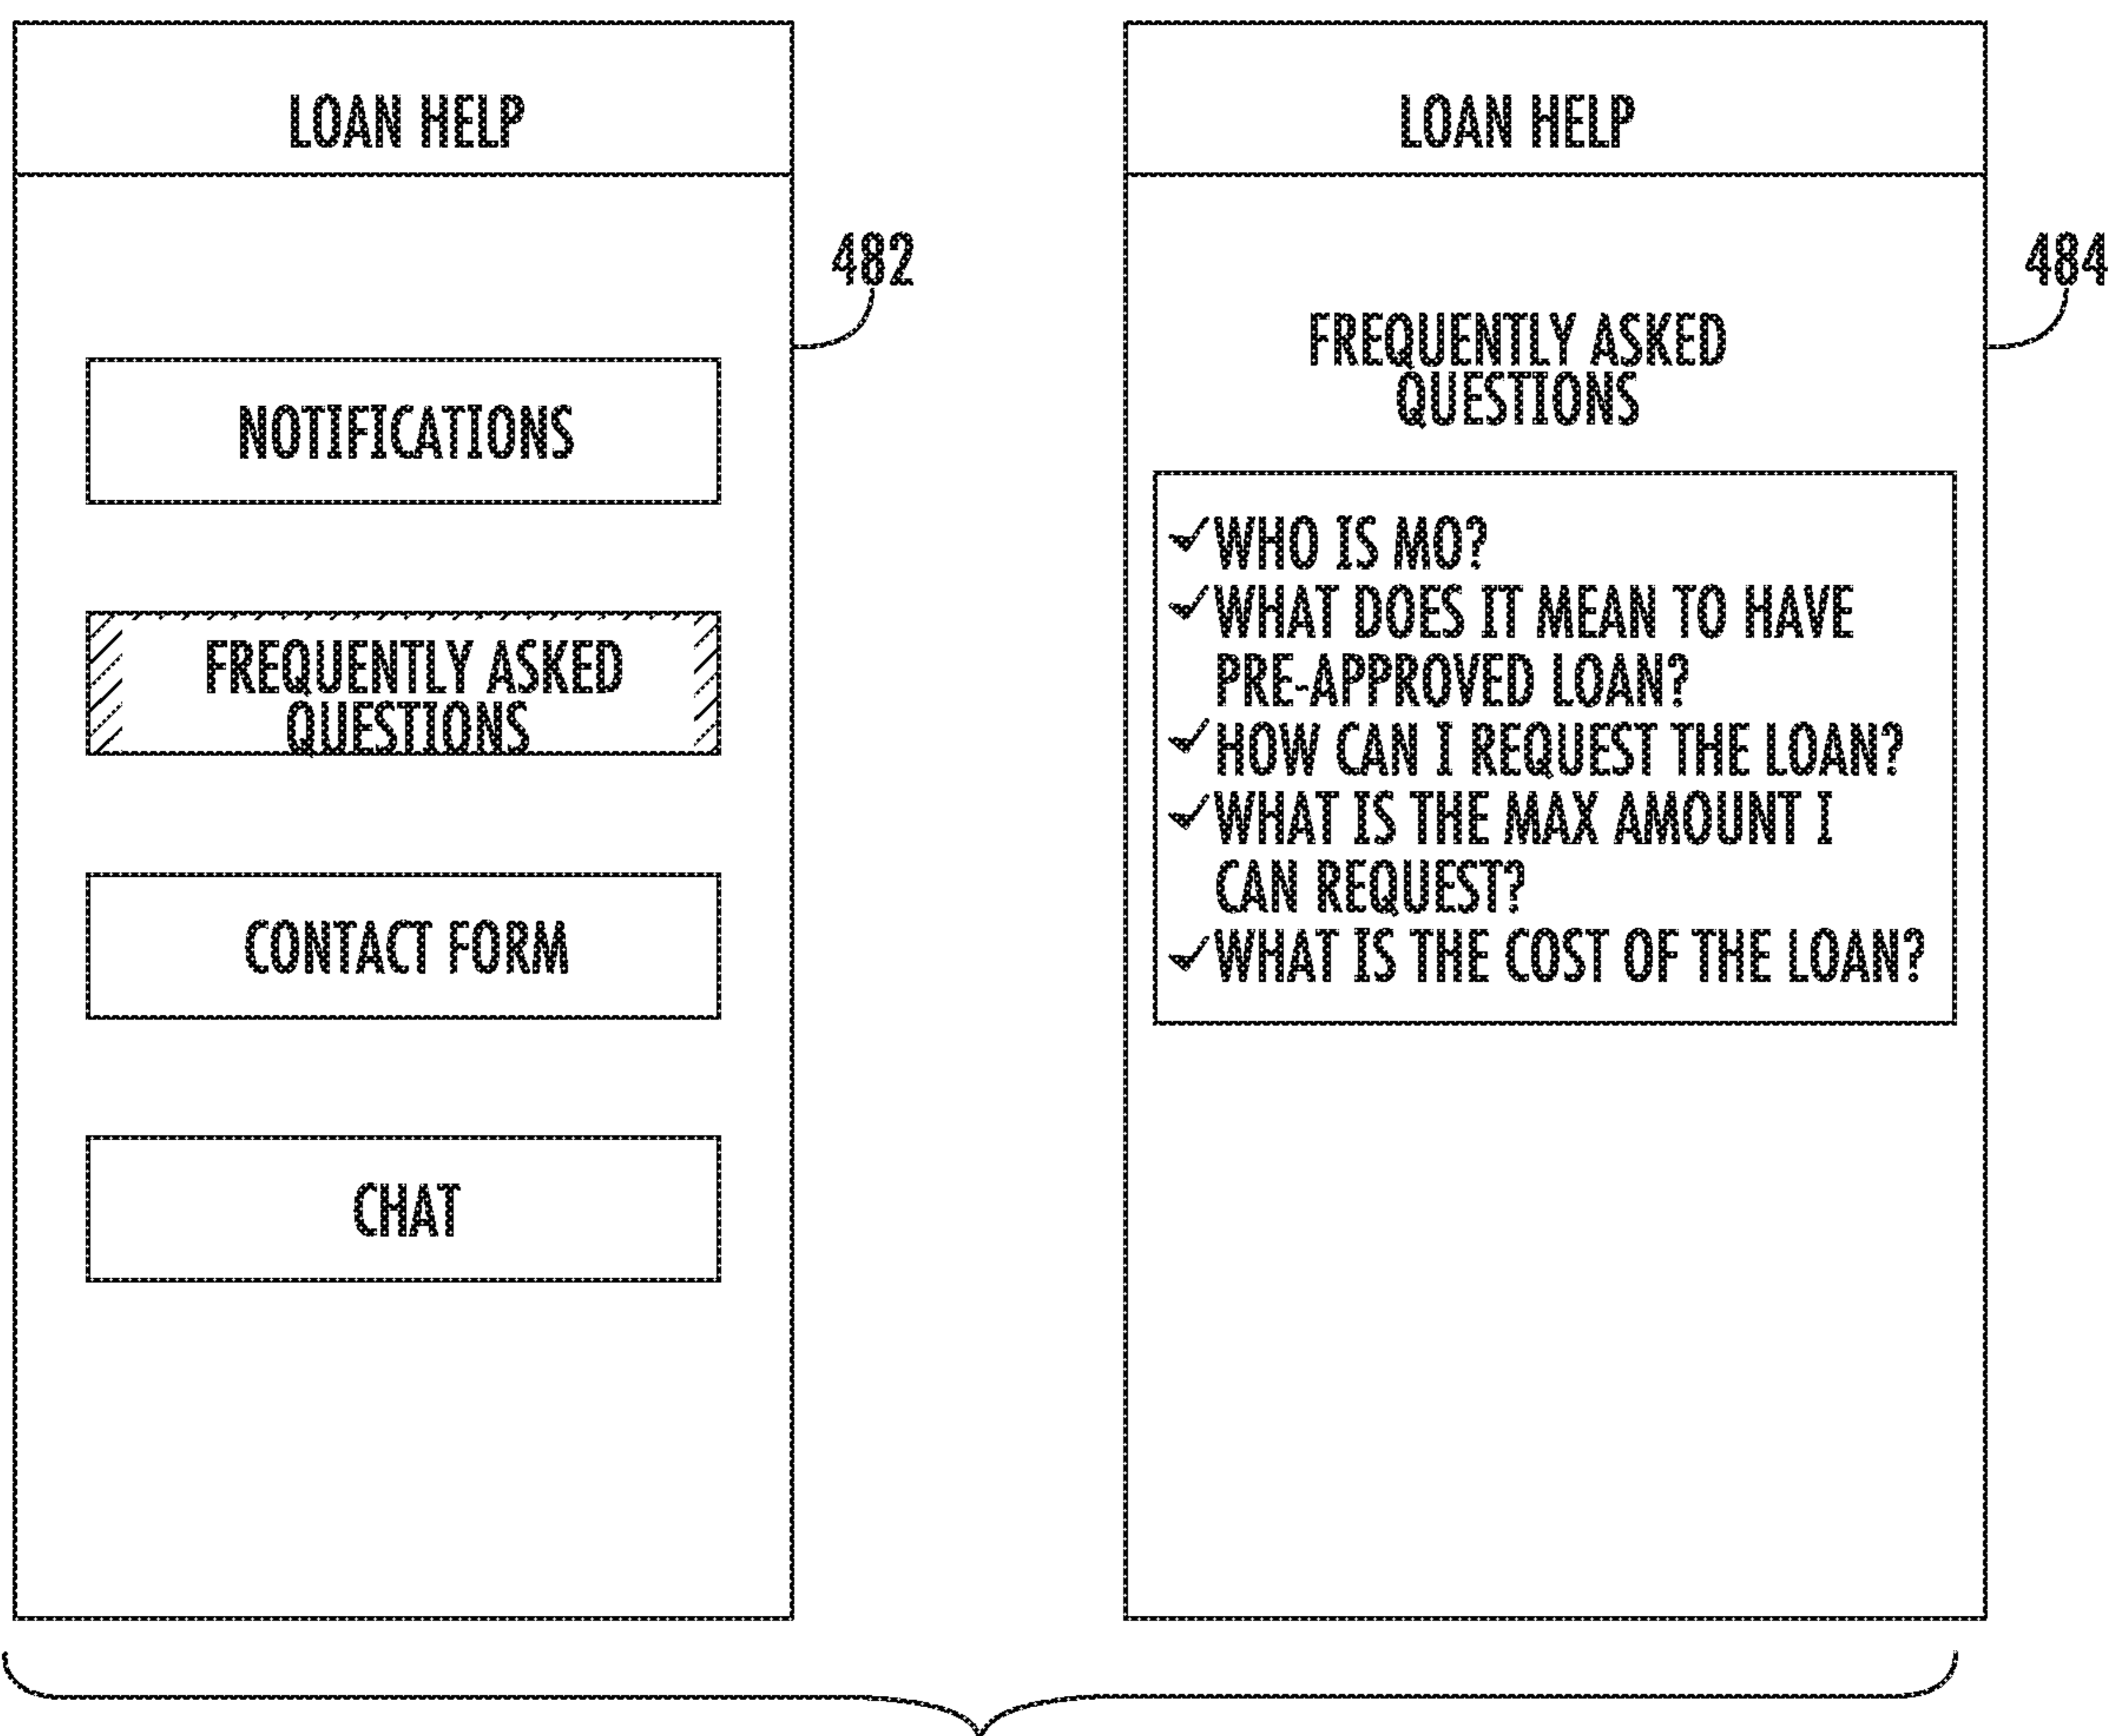 LOAN HELP
482
NOTIFICATIONS
FREQUENTLY ASKED
QUESTIONS
CONTACT FORM
CHAT
LOAN HELP
484
FREQUENTLY ASKED
QUESTIONS
✓WHO IS MO?
✓WHAT DOES IT MEAN TO HAVE
PRE-APPROVED LOAN?
✓HOW CAN I REQUEST THE LOAN?
✓WHAT IS THE MAX AMOUNT I
CAN REQUEST?
✓WHAT IS THE COST OF THE LOAN?